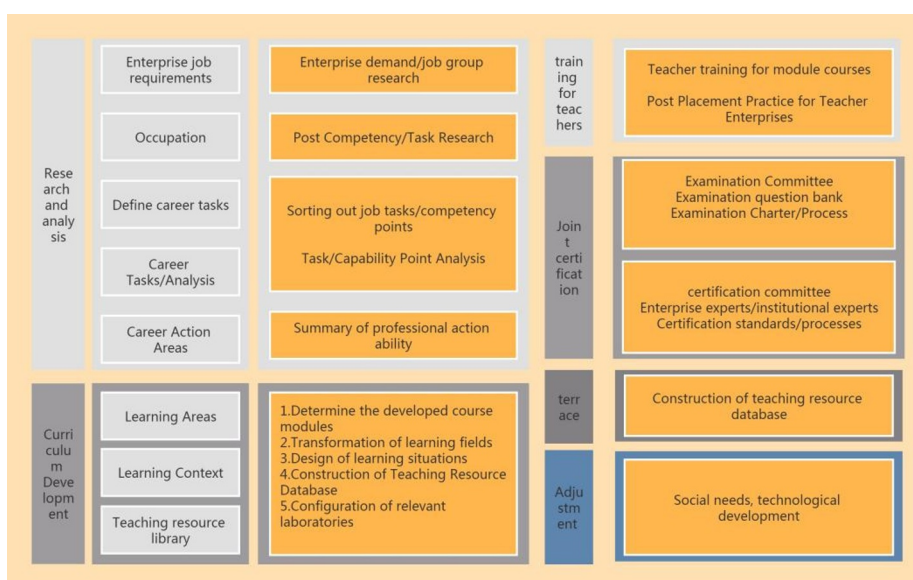 Rese
arch
and
analy
sis
Enterprise job
requirements
Occupation
Define career tasks
Career
Tasks/Analysis
Career Action
Areas
Enterprise demand/job group
research
Post Competency/Task Research
Sorting out job tasks/competency
points
Task/Capability Point Analysis
Summary of professional action
ability
Curri
culu
m
Deve
lopm
ent
Learning Areas
Learning Context
Teaching resource
library
1.Determine the developed course
modules
2.Transformation of learning fields
3.Design of learning situations
4.Construction of Teaching Resource
Database
5.Configuration of relevant
laboratories
train
ing
for
teac
hers
Teacher training for module courses
Post Placement Practice for Teacher
Enterprises
Join
t
certi
ficat
ion
Examination Committee
Examination question bank
Examination Charter/Process
certification committee
Enterprise experts/institutional experts
Certification standards/processes
terr
ace
Construction of teaching resource
database
Adju
stm
ent
Social needs, technological
development